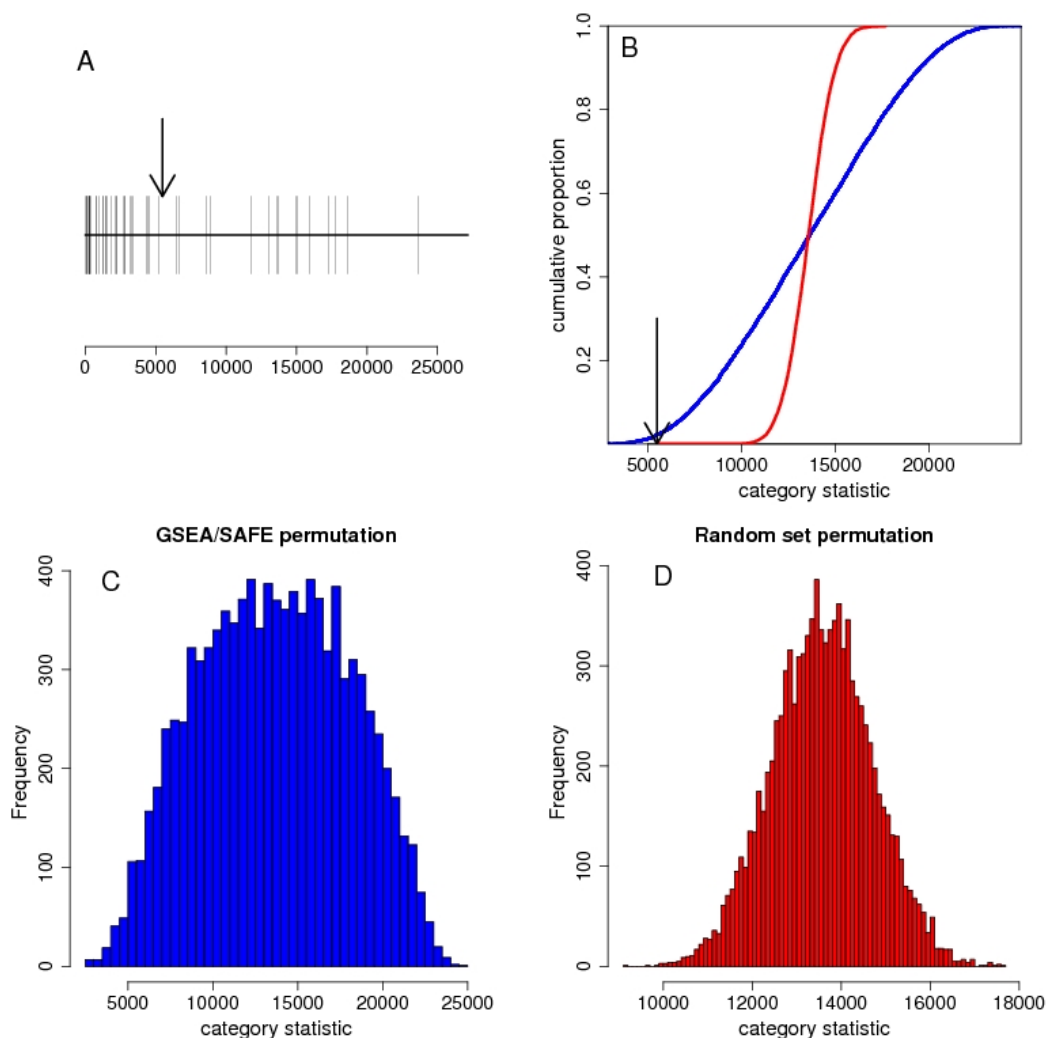 A
0 5000 10000 15000 20000 25000
B
cumulative proportion
1.0
0.8
0.6
0.4
0.2
5000 10000 15000 20000
category statistic
GSEA/SAFE permutation
C
Frequency
400
300
200
100
0
5000 10000 15000 20000 25000
category statistic
Random set permutation
D
Frequency
400
300
200
100
0
10000 12000 14000 16000 18000
category statistic